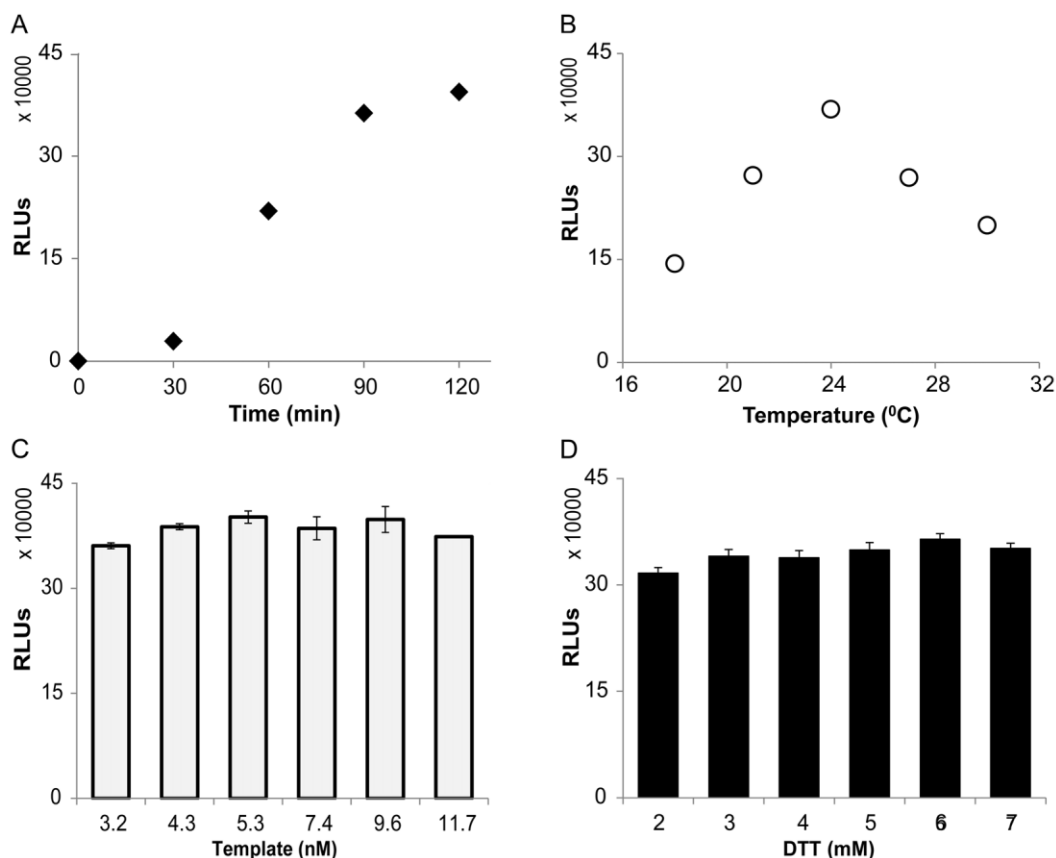 A
x 10000
RLUs
45
30
15
0
0 30 60 90 120
Time (min)
B
x 10000
RLUs
45
30
15
0
16 20 24 28 32
Temperature (⁰C)
C
x 10000
RLUs
45
30
15
0
3.2 4.3 5.3 7.4 9.6 11.7
Template (nM)
D
x 10000
RLUs
45
30
15
0
2 3 4 5 6 7
DTT (mM)